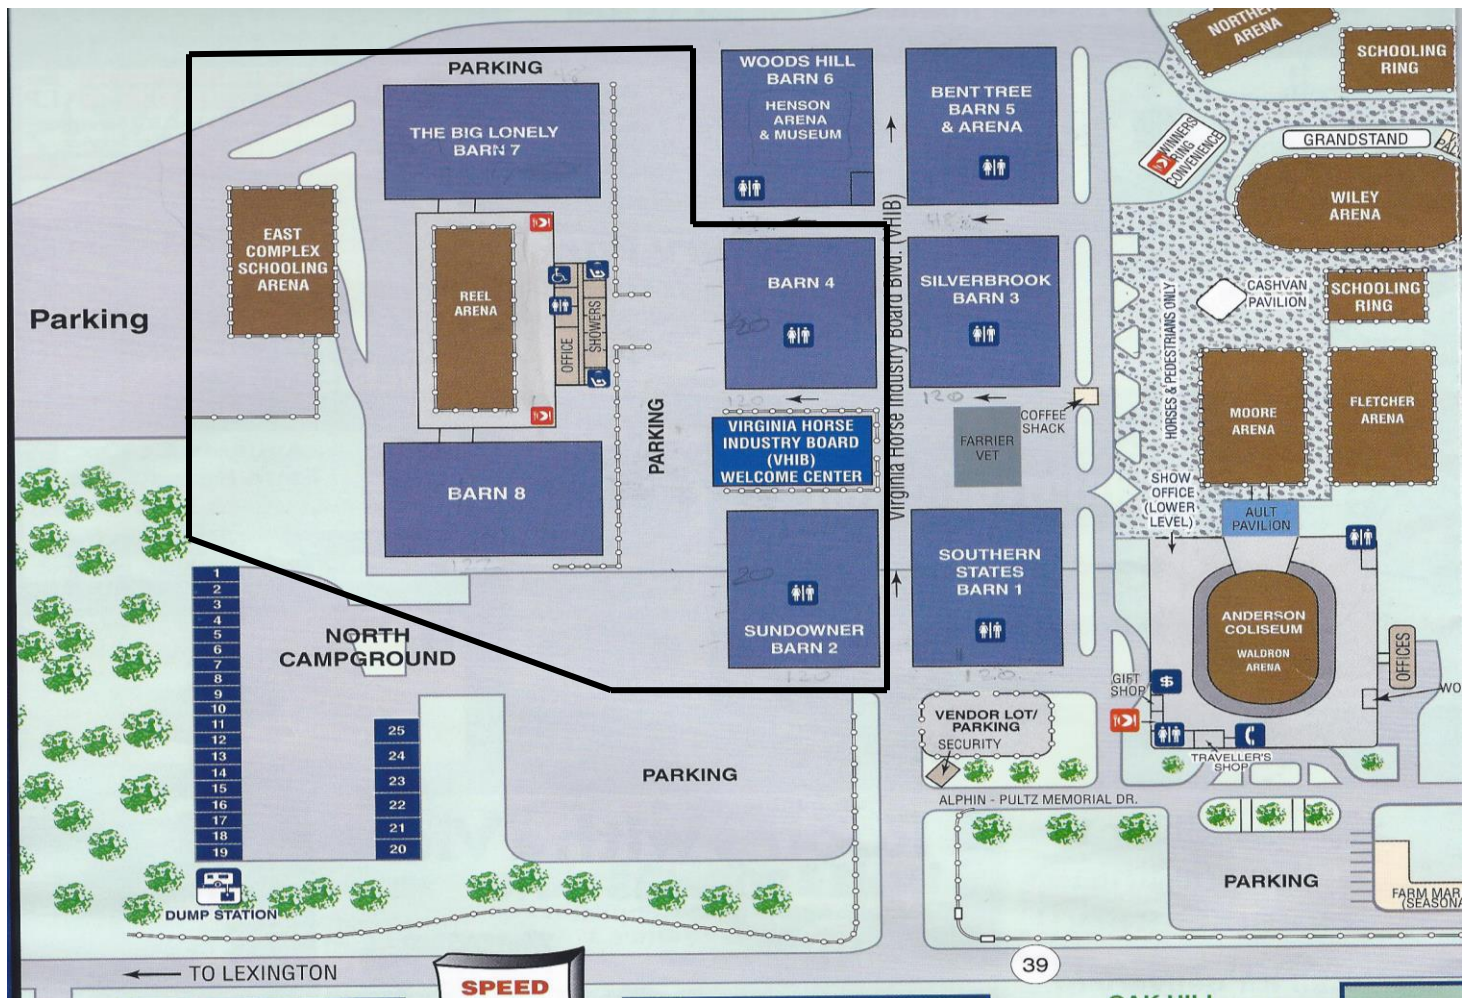 NORTHER
ARENA
SCHOOLING
RING
PARKING
WOODS HILL
BARN 6
HENSON
ARENA
& MUSEUM
BENT TREE
BARN 5
& ARENA
THE BIG LONELY
BARN 7
WINNERS
RING
CONVENIENCE
GRANDSTAND
WILEY
ARENA
EAST
COMPLEX
SCHOOLING
ARENA
REEL
ARENA
OFFICE
SHOWERS
Parking
BARN 4
SILVERBROOK
BARN 3
Virginia Horse Industry Board Blvd. (VHIB)
HORSES & PEDESTRIANS ONLY
CASHVAN
PAVILION
SCHOOLING
RING
120
120
COFFEE
SHACK
PARKING
VIRGINIA HORSE
INDUSTRY BOARD
(VHIB)
WELCOME CENTER
FARRIER
VET
MOORE
ARENA
FLETCHER
ARENA
BARN 8
SHOW
OFFICE
(LOWER
LEVEL)
AULT
PAVILION
SOUTHERN
STATES
BARN 1
SUNDOWNER
BARN 2
120
120
ANDERSON
COLISEUM
WALDRON
ARENA
OFFICES
WO
GIFT
SHOP
$
TRAVELLER'S
SHOP
NORTH
CAMPGROUND
1
2
3
4
5
6
7
8
9
10
11
12
13
14
15
16
17
18
19
25
24
23
22
21
20
PARKING
VENDOR LOT/
PARKING
SECURITY
ALPHIN - PULTZ MEMORIAL DR.
PARKING
FARM MAR
(SEASONA
DUMP STATION
TO LEXINGTON
39
SPEED